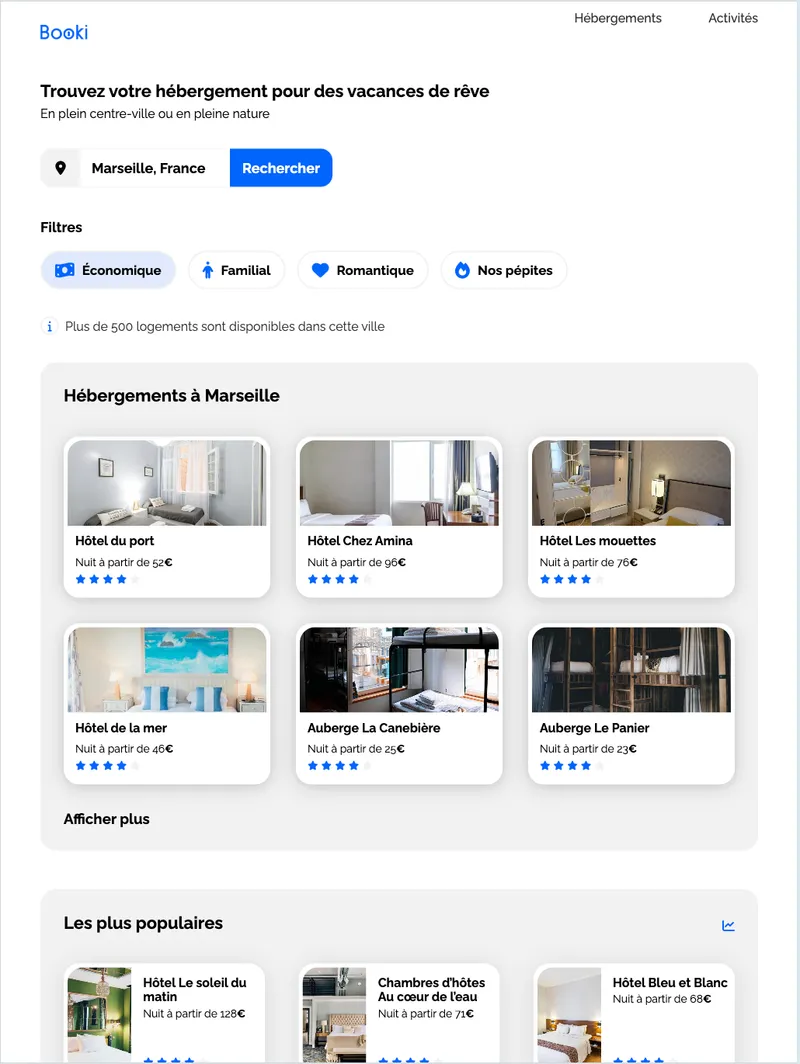 Booki
Hébergements
Activités
Trouvez votre hébergement pour des vacances de rêve
En plein centre-ville ou en pleine nature
Marseille, France
Rechercher
Filtres
Économique
Familial
Romantique
Nos pépites
Plus de 500 logements sont disponibles dans cette ville
Hébergements à Marseille
Hôtel du port
Nuit à partir de 52€
Hôtel Chez Amina
Nuit à partir de 96€
Hôtel Les mouettes
Nuit à partir de 76€
Hôtel de la mer
Nuit à partir de 46€
Auberge La Canebière
Nuit à partir de 25€
Auberge Le Panier
Nuit à partir de 23€
Afficher plus
Les plus populaires
Hôtel Le soleil du
matin
Nuit à partir de 128€
Chambres d’hôtes
Au cœur de l’eau
Nuit à partir de 71€
Hôtel Bleu et Blanc
Nuit à partir de 68€